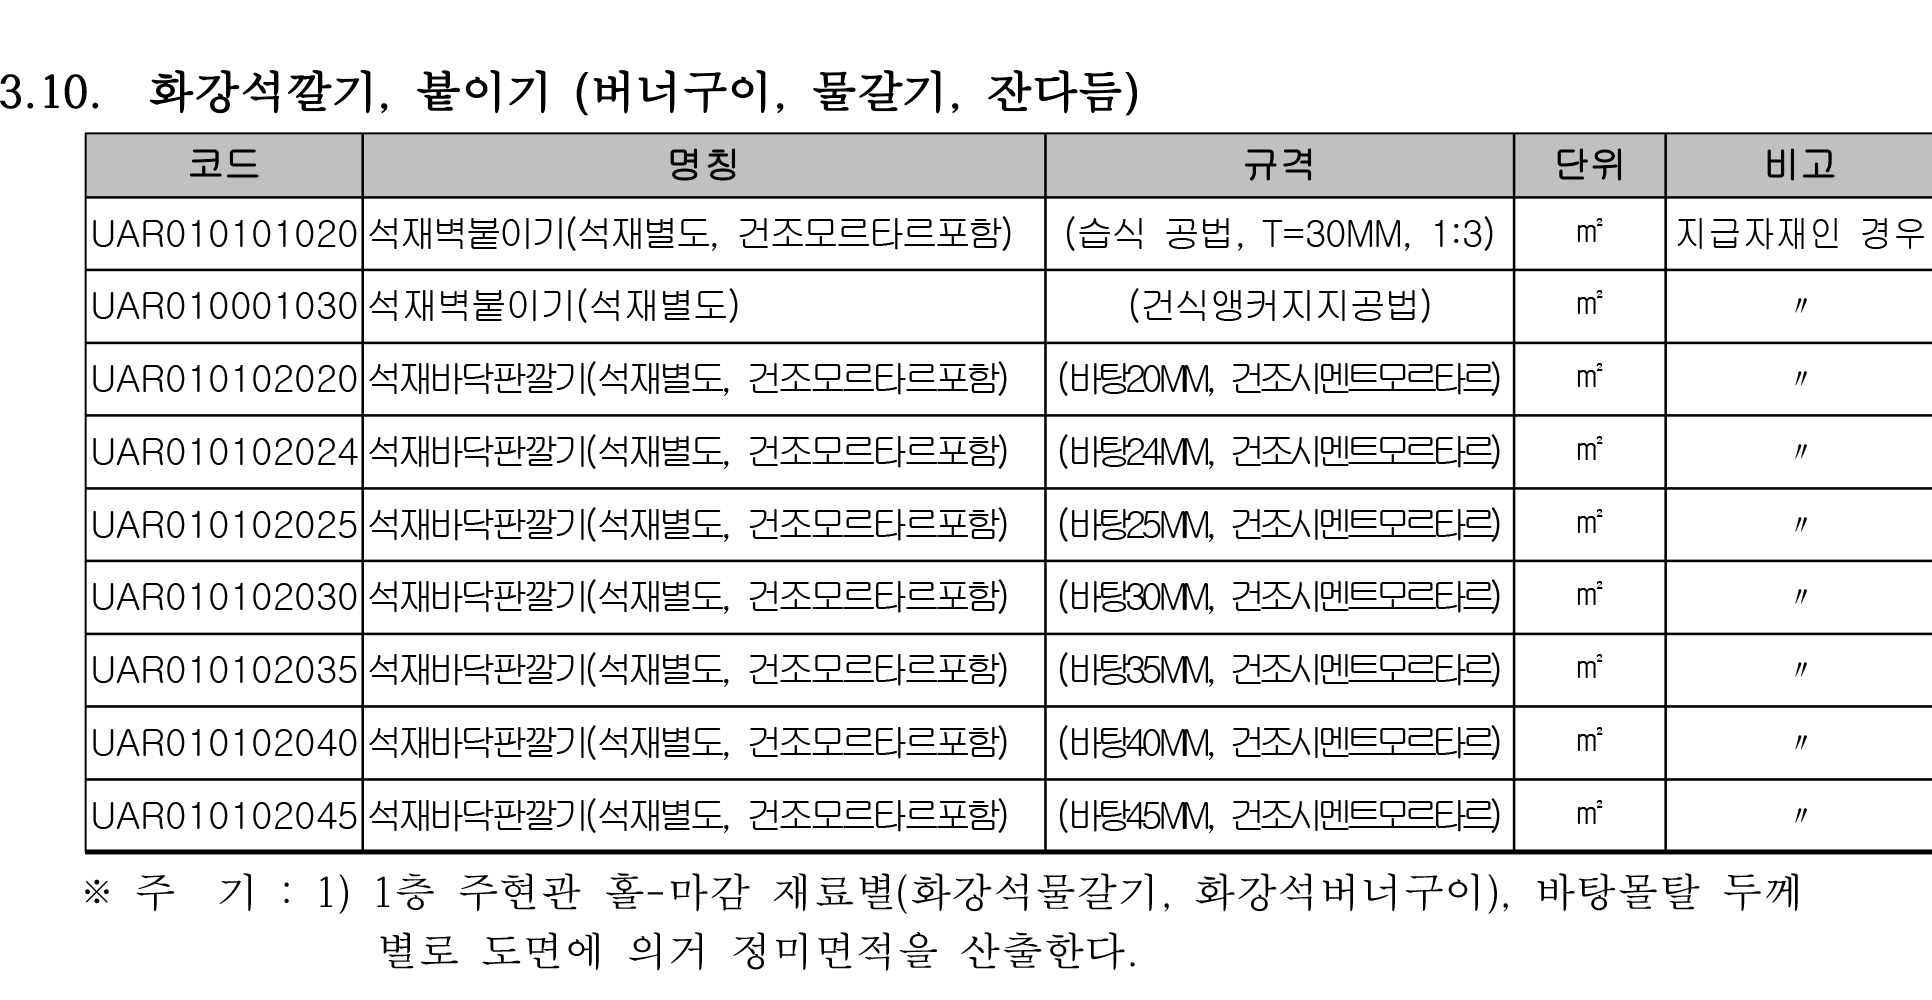 3.10. 화강석깔기, 붙이기 (버너구이, 물갈기, 잔다듬)
코드 명칭 규격 단위 비고
UAR010101020 석재벽붙이기(석재별도, 건조모르타르포함) (습식 공법, T=30MM, 1:3) ㎡ 지급자재인 경우
UAR010001030 석재벽붙이기(석재별도) (건식앵커지지공법) ㎡ 〃
UAR010102020 석재바닥판깔기(석재별도, 건조모르타르포함) (바탕20MM, 건조시멘트모르타르) ㎡ 〃
UAR010102024 석재바닥판깔기(석재별도, 건조모르타르포함) (바탕24MM, 건조시멘트모르타르) ㎡ 〃
UAR010102025 석재바닥판깔기(석재별도, 건조모르타르포함) (바탕25MM, 건조시멘트모르타르) ㎡ 〃
UAR010102030 석재바닥판깔기(석재별도, 건조모르타르포함) (바탕30MM, 건조시멘트모르타르) ㎡ 〃
UAR010102035 석재바닥판깔기(석재별도, 건조모르타르포함) (바탕35MM, 건조시멘트모르타르) ㎡ 〃
UAR010102040 석재바닥판깔기(석재별도, 건조모르타르포함) (바탕40MM, 건조시멘트모르타르) ㎡ 〃
UAR010102045 석재바닥판깔기(석재별도, 건조모르타르포함) (바탕45MM, 건조시멘트모르타르) ㎡ 〃
※ 주 기 : 1) 1층 주현관 홀-마감 재료별(화강석물갈기, 화강석버너구이), 바탕몰탈 두께
별로 도면에 의거 정미면적을 산출한다.